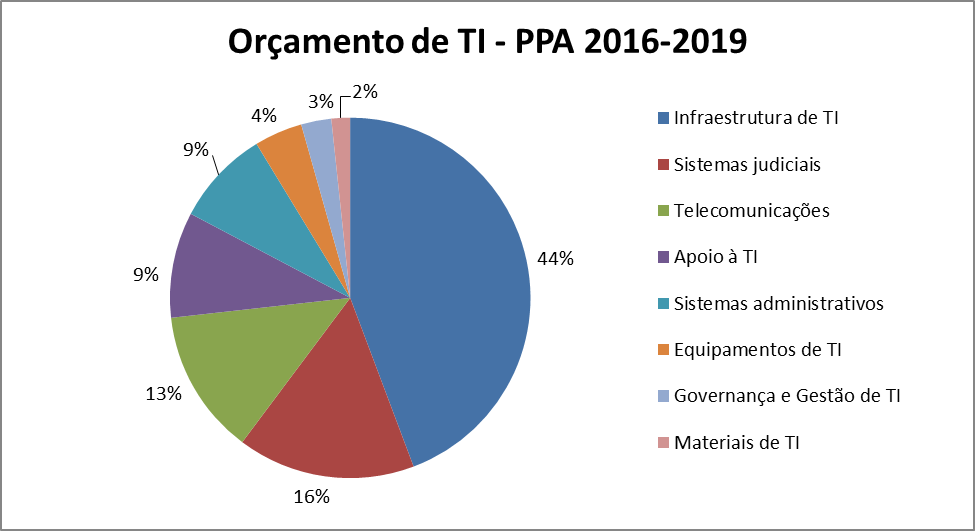 Orçamento de TI - PPA 2016-2019
2%
3%
4%
9%
9%
13%
16%
44%
Infraestrutura de TI
Sistemas judiciais
Telecomunicações
Apoio à TI
Sistemas administrativos
Equipamentos de TI
Governança e Gestão de TI
Materiais de TI